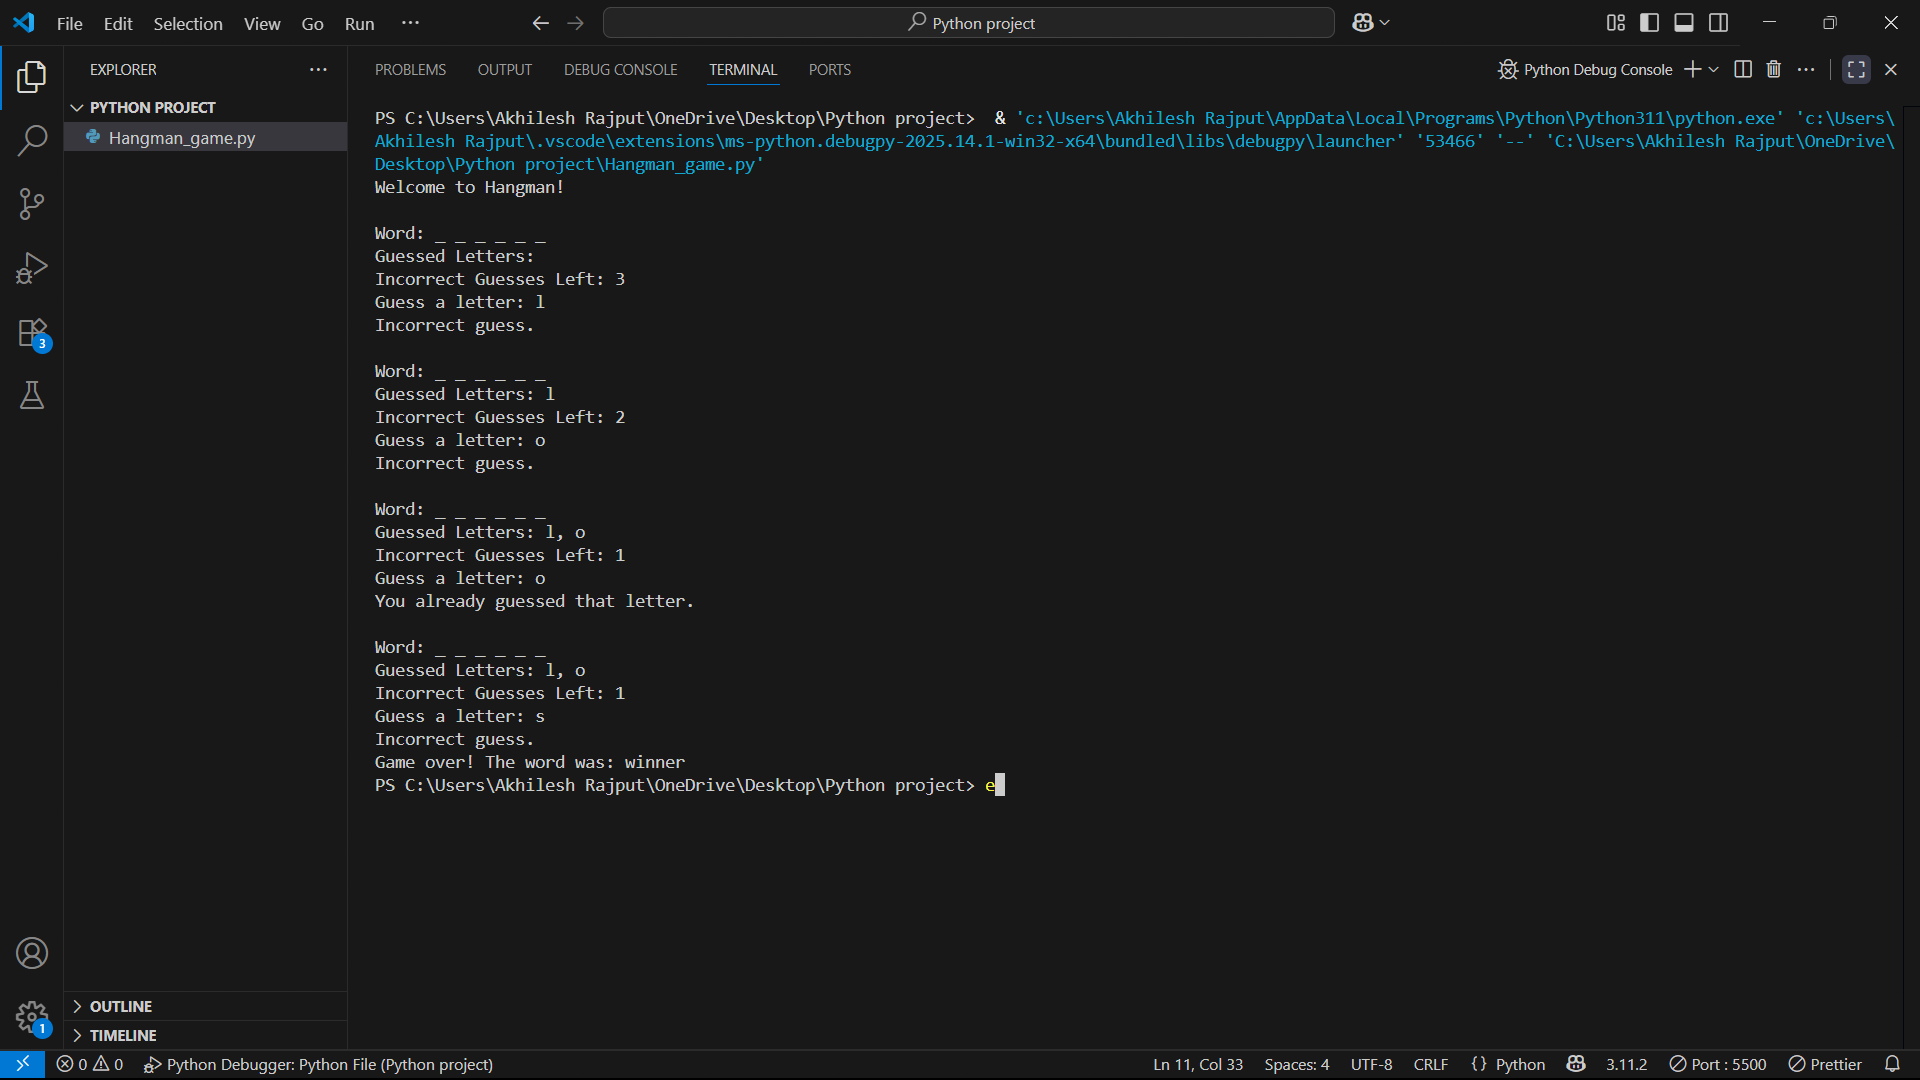 File Edit Selection View Go Run ··· Python project
EXPLORER ···
PYTHON PROJECT
Hangman_game.py
3
1
OUTLINE
TIMELINE
PROBLEMS OUTPUT DEBUG CONSOLE TERMINAL PORTS Python Debug Console ···
PS C:\Users\Akhilesh Rajput\OneDrive\Desktop\Python project>  & 'c:\Users\Akhilesh Rajput\AppData\Local\Programs\Python\Python311\python.exe' 'c:\Users\
Akhilesh Rajput\.vscode\extensions\ms-python.debugpy-2025.14.1-win32-x64\bundled\libs\debugpy\launcher' '53466' '--' 'C:\Users\Akhilesh Rajput\OneDrive\
Desktop\Python project\Hangman_game.py'
Welcome to Hangman!
Word: _ _ _ _ _ _
Guessed Letters:
Incorrect Guesses Left: 3
Guess a letter: l
Incorrect guess.
Word: _ _ _ _ _ _
Guessed Letters: l
Incorrect Guesses Left: 2
Guess a letter: o
Incorrect guess.
Word: _ _ _ _ _ _
Guessed Letters: l, o
Incorrect Guesses Left: 1
Guess a letter: o
You already guessed that letter.
Word: _ _ _ _ _ _
Guessed Letters: l, o
Incorrect Guesses Left: 1
Guess a letter: s
Incorrect guess.
Game over! The word was: winner
PS C:\Users\Akhilesh Rajput\OneDrive\Desktop\Python project> e
0 0 Python Debugger: Python File (Python project) Ln 11, Col 33 Spaces: 4 UTF-8 CRLF {} Python 3.11.2 Port : 5500 Prettier